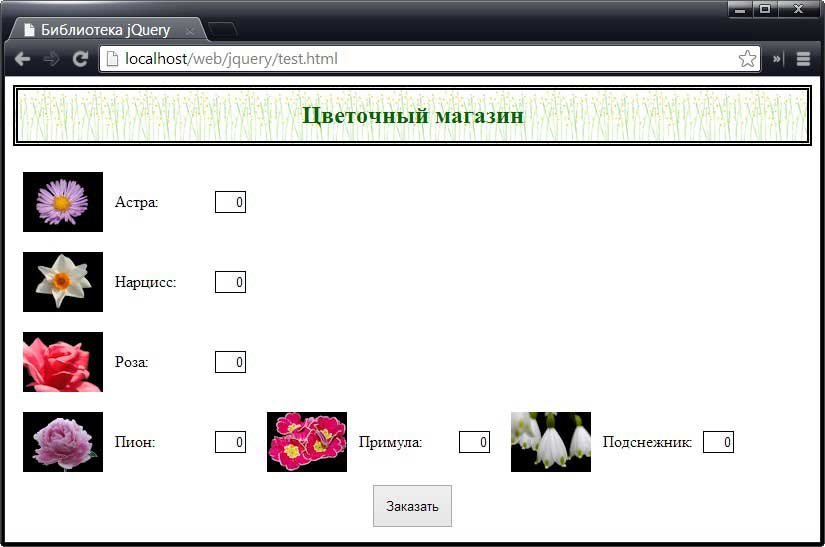 Библиотека jQuery
localhost/web/jquery/test.html
Цветочный магазин
Астра: 0
Нарцисс: 0
Роза: 0
Пион: 0 Примула: 0 Подснежник: 0
Заказать